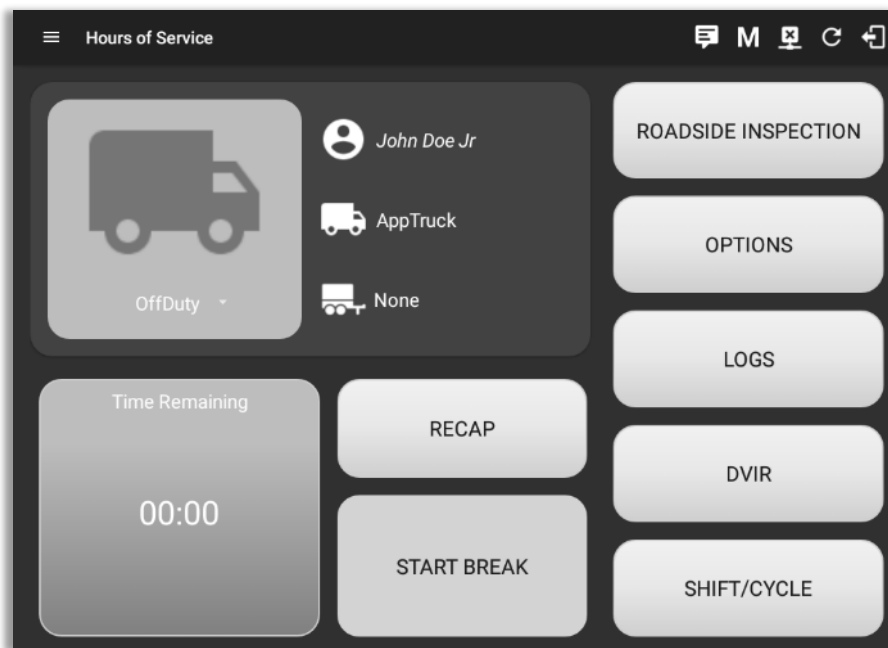 Hours of Service
M
John Doe Jr
AppTruck
OffDuty
None
Time Remaining
00:00
RECAP
START BREAK
ROADSIDE INSPECTION
OPTIONS
LOGS
DVIR
SHIFT/CYCLE